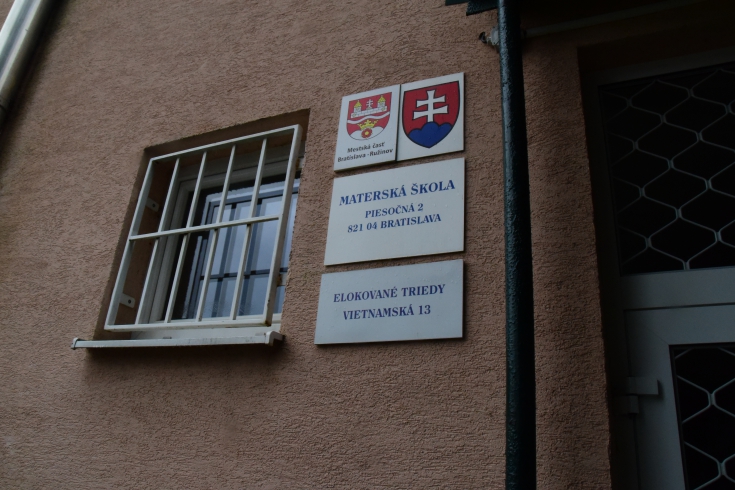 Mestská časť
Bratislava - Ružinov
MATERSKÁ ŠKOLA
PIESOČNÁ 2
821 04 BRATISLAVA
ELOKOVANÉ TRIEDY
VIETNAMSKÁ 13